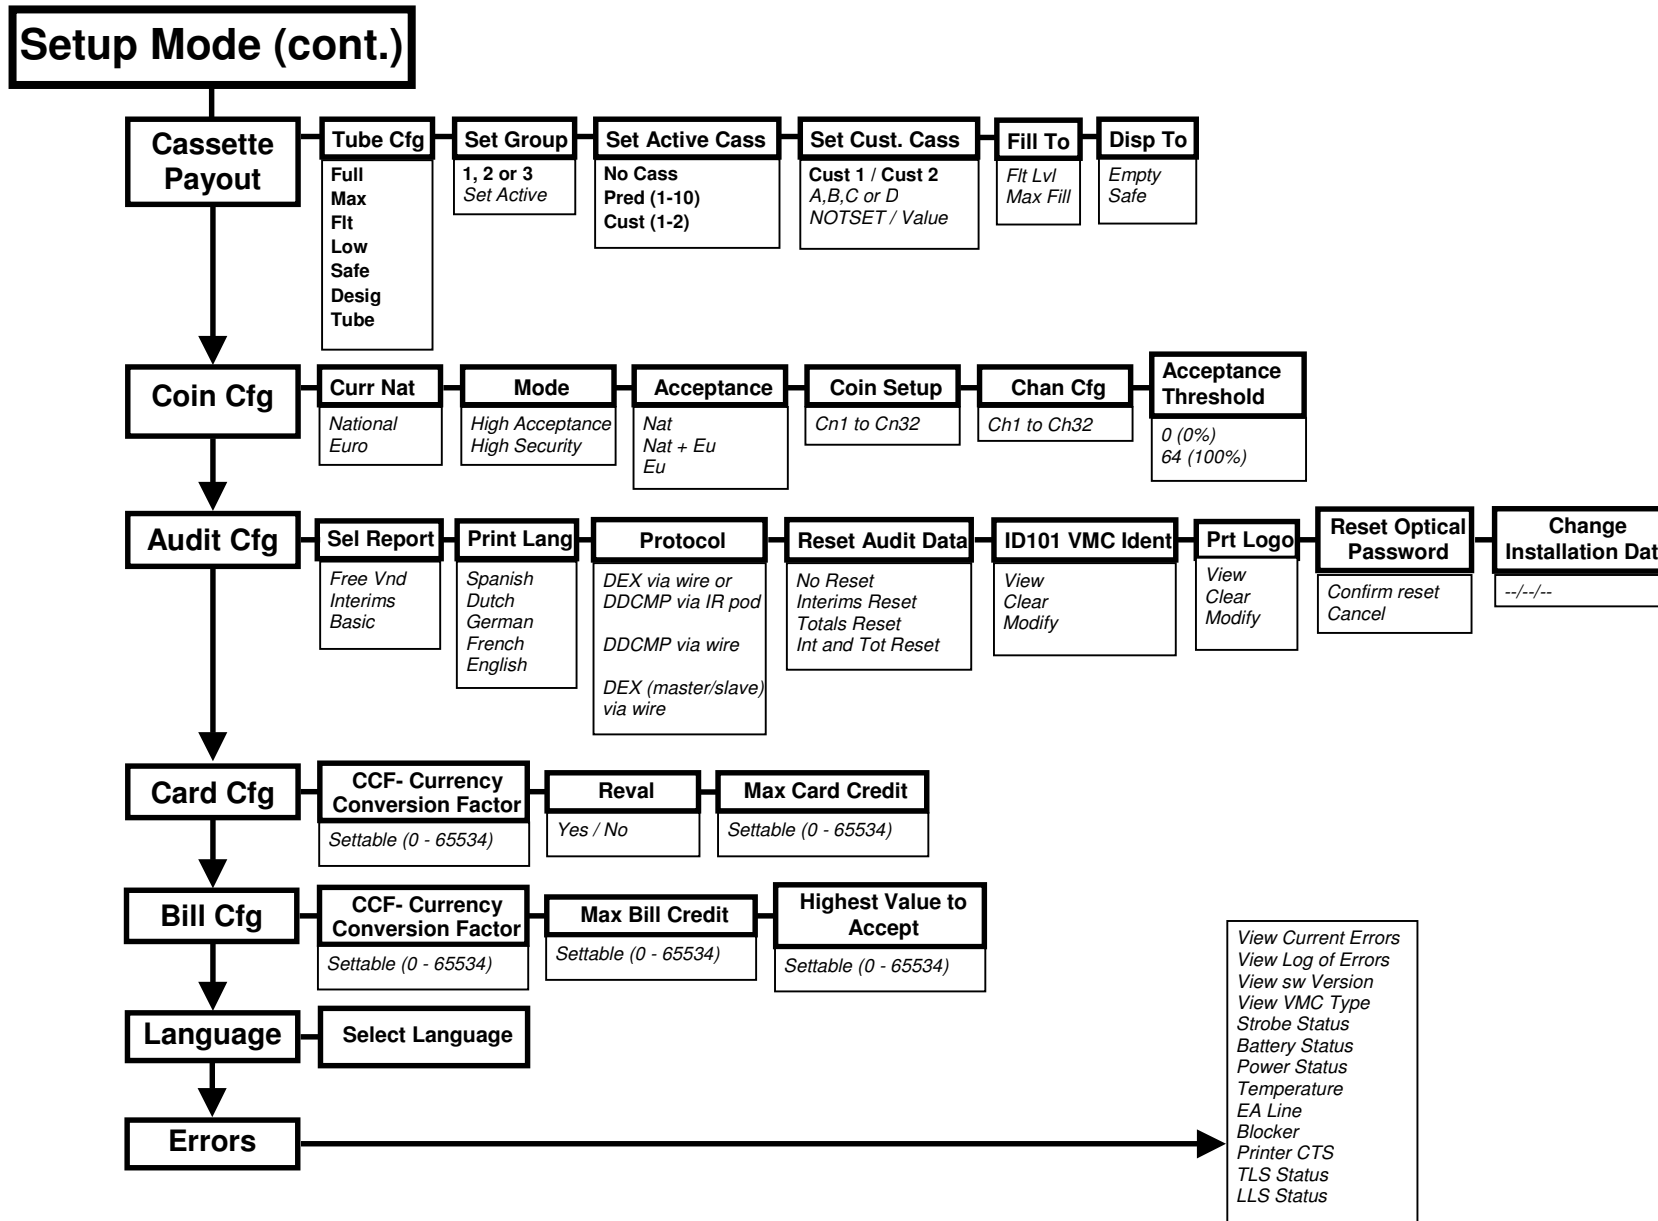 Setup Mode (cont.)
Cassette
Payout
Tube Cfg
Full
Max
Flt
Low
Safe
Desig
Tube
Set Group
1, 2 or 3
Set Active
Set Active Cass
No Cass
Pred (1-10)
Cust (1-2)
Set Cust. Cass
Cust 1 / Cust 2
A,B,C or D
NOTSET / Value
Fill To
Flt Lvl
Max Fill
Disp To
Empty
Safe
Coin Cfg
Curr Nat
National
Euro
Mode
High Acceptance
High Security
Acceptance
Nat
Nat + Eu
Eu
Coin Setup
Cn1 to Cn32
Chan Cfg
Ch1 to Ch32
Acceptance
Threshold
0 (0%)
64 (100%)
Audit Cfg
Sel Report
Free Vnd
Interims
Basic
Print Lang
Spanish
Dutch
German
French
English
Protocol
DEX via wire or
DDCMP via IR pod
DDCMP via wire
DEX (master/slave)
via wire
Reset Audit Data
No Reset
Interims Reset
Totals Reset
Int and Tot Reset
ID101 VMC Ident
View
Clear
Modify
Prt Logo
View
Clear
Modify
Reset Optical
Password
Confirm reset
Cancel
Change
Installation Dat
--/--/--
Card Cfg
CCF- Currency
Conversion Factor
Settable (0 - 65534)
Reval
Yes / No
Max Card Credit
Settable (0 - 65534)
Bill Cfg
CCF- Currency
Conversion Factor
Settable (0 - 65534)
Max Bill Credit
Settable (0 - 65534)
Highest Value to
Accept
Settable (0 - 65534)
Language
Select Language
Errors
View Current Errors
View Log of Errors
View sw Version
View VMC Type
Strobe Status
Battery Status
Power Status
Temperature
EA Line
Blocker
Printer CTS
TLS Status
LLS Status